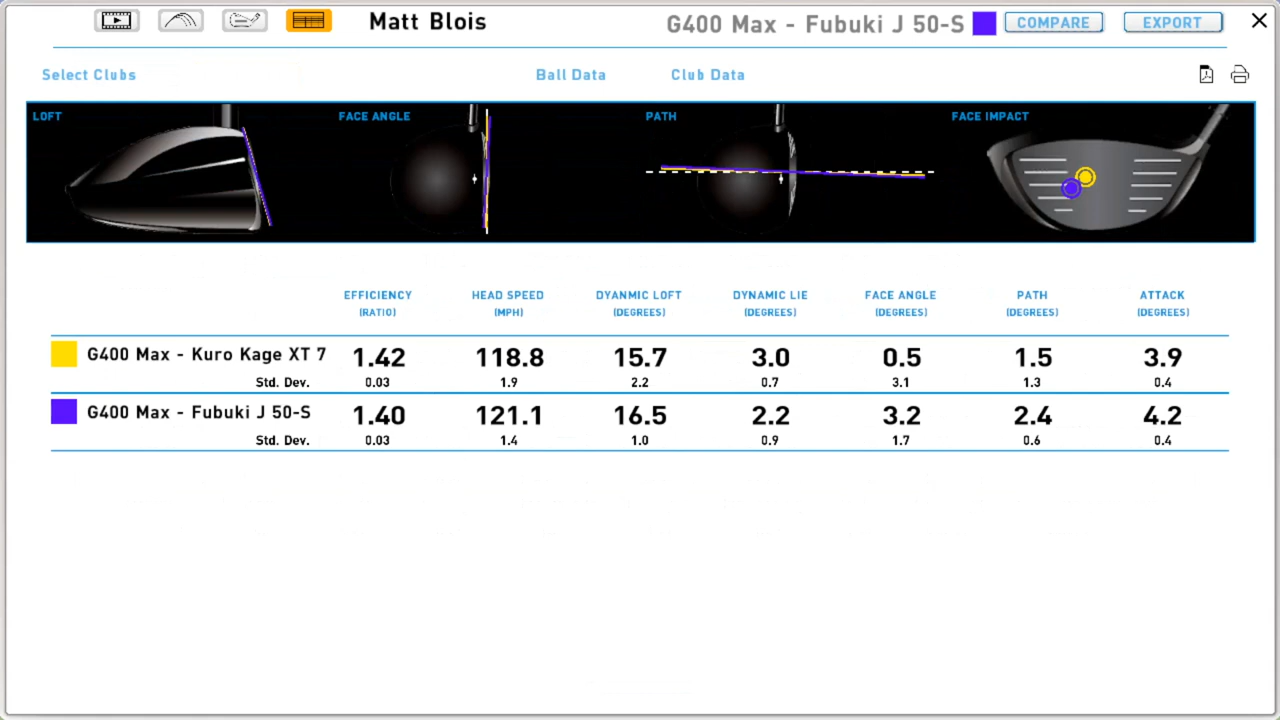 Matt Blois
G400 Max - Fubuki J 50-S
COMPARE
EXPORT
Select Clubs
Ball Data
Club Data
LOFT
FACE ANGLE
PATH
FACE IMPACT
EFFICIENCY HEAD SPEED DYANMIC LOFT DYNAMIC LIE FACE ANGLE PATH ATTACK
(RATIO) (MPH) (DEGREES) (DEGREES) (DEGREES) (DEGREES) (DEGREES)
G400 Max - Kuro Kage XT 7 1.42 118.8 15.7 3.0 0.5 1.5 3.9
Std. Dev. 0.03 1.9 2.2 0.7 3.1 1.3 0.4
G400 Max - Fubuki J 50-S 1.40 121.1 16.5 2.2 3.2 2.4 4.2
Std. Dev. 0.03 1.4 1.0 0.9 1.7 0.6 0.4